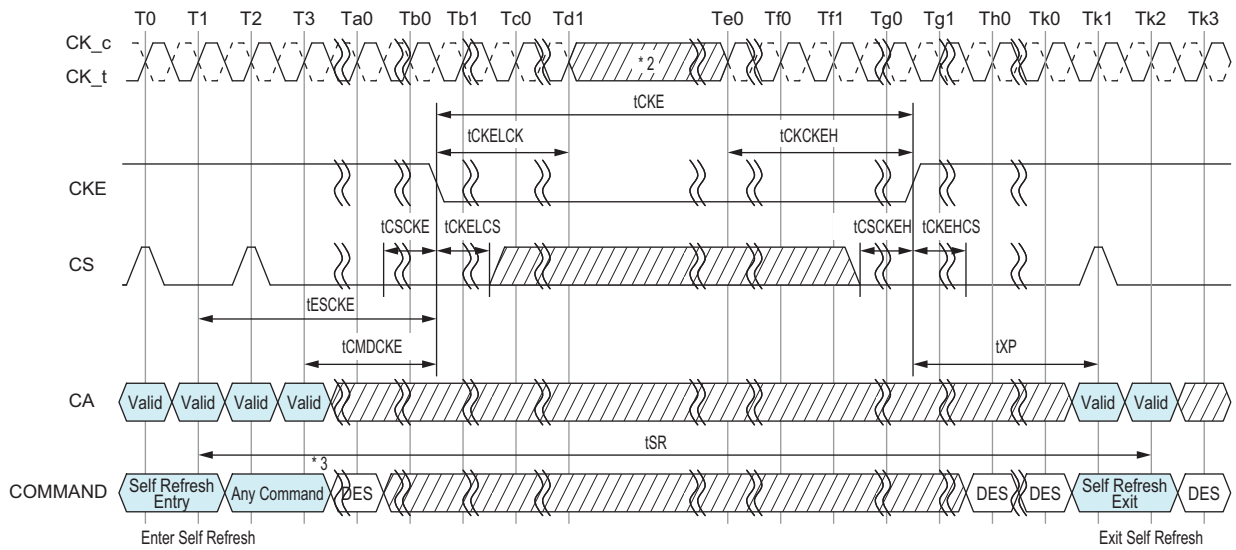 T0 T1 T2 T3 Ta0 Tb0 Tb1 Tc0 Td1 Te0 Tf0 Tf1 Tg0 Tg1 Th0 Tk0 Tk1 Tk2 Tk3
CK_c
CK_t
* 2
tCKE
tCKELCK tCKCKEH
CKE
tCSCKE tCKELCS tCSCKEH tCKEHCS
CS
tESCKE
tCMDCKE tXP
CA Valid Valid Valid Valid Valid Valid
tSR
* 3
COMMAND Self Refresh Entry Any Command DES DES DES Self Refresh Exit DES
Enter Self Refresh Exit Self Refresh